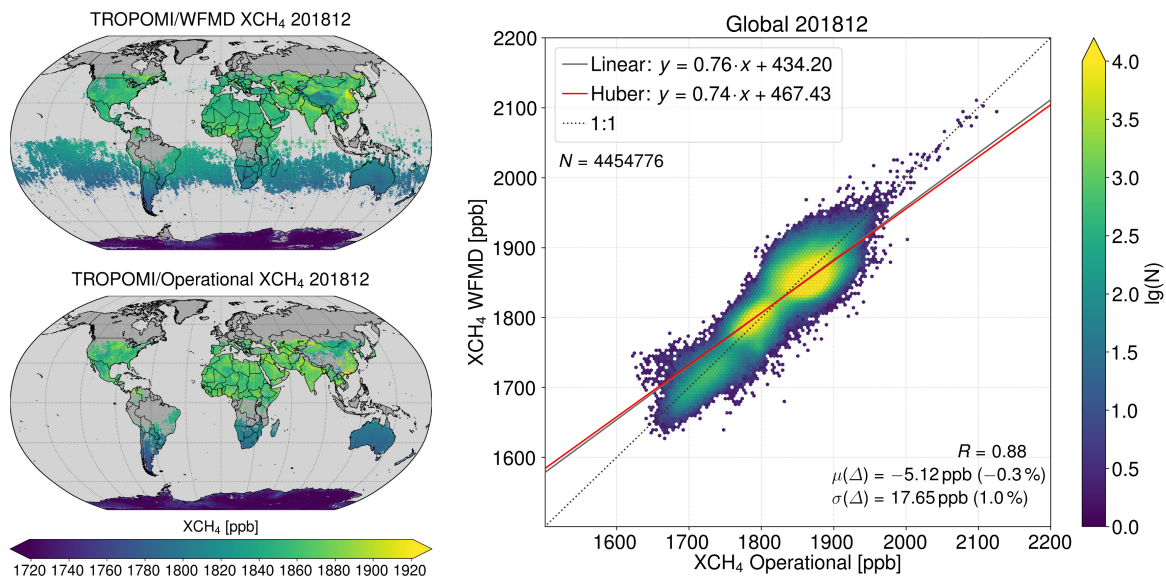 TROPOMI/WFMD XCH₄ 201812
TROPOMI/Operational XCH₄ 201812
XCH₄ [ppb]
1720 1740 1760 1780 1800 1820 1840 1860 1880 1900 1920
Global 201812
2200
2100
2000
1900
1800
1700
1600
XCH₄ WFMD [ppb]
Linear: y = 0.76·x + 434.20
Huber: y = 0.74·x + 467.43
1:1
N = 4454776
R = 0.88
μ(Δ) = −5.12 ppb (−0.3 %)
σ(Δ) = 17.65 ppb (1.0 %)
1600 1700 1800 1900 2000 2100 2200
XCH₄ Operational [ppb]
4.0
3.5
3.0
2.5
2.0
1.5
1.0
0.5
0.0
lg(N)